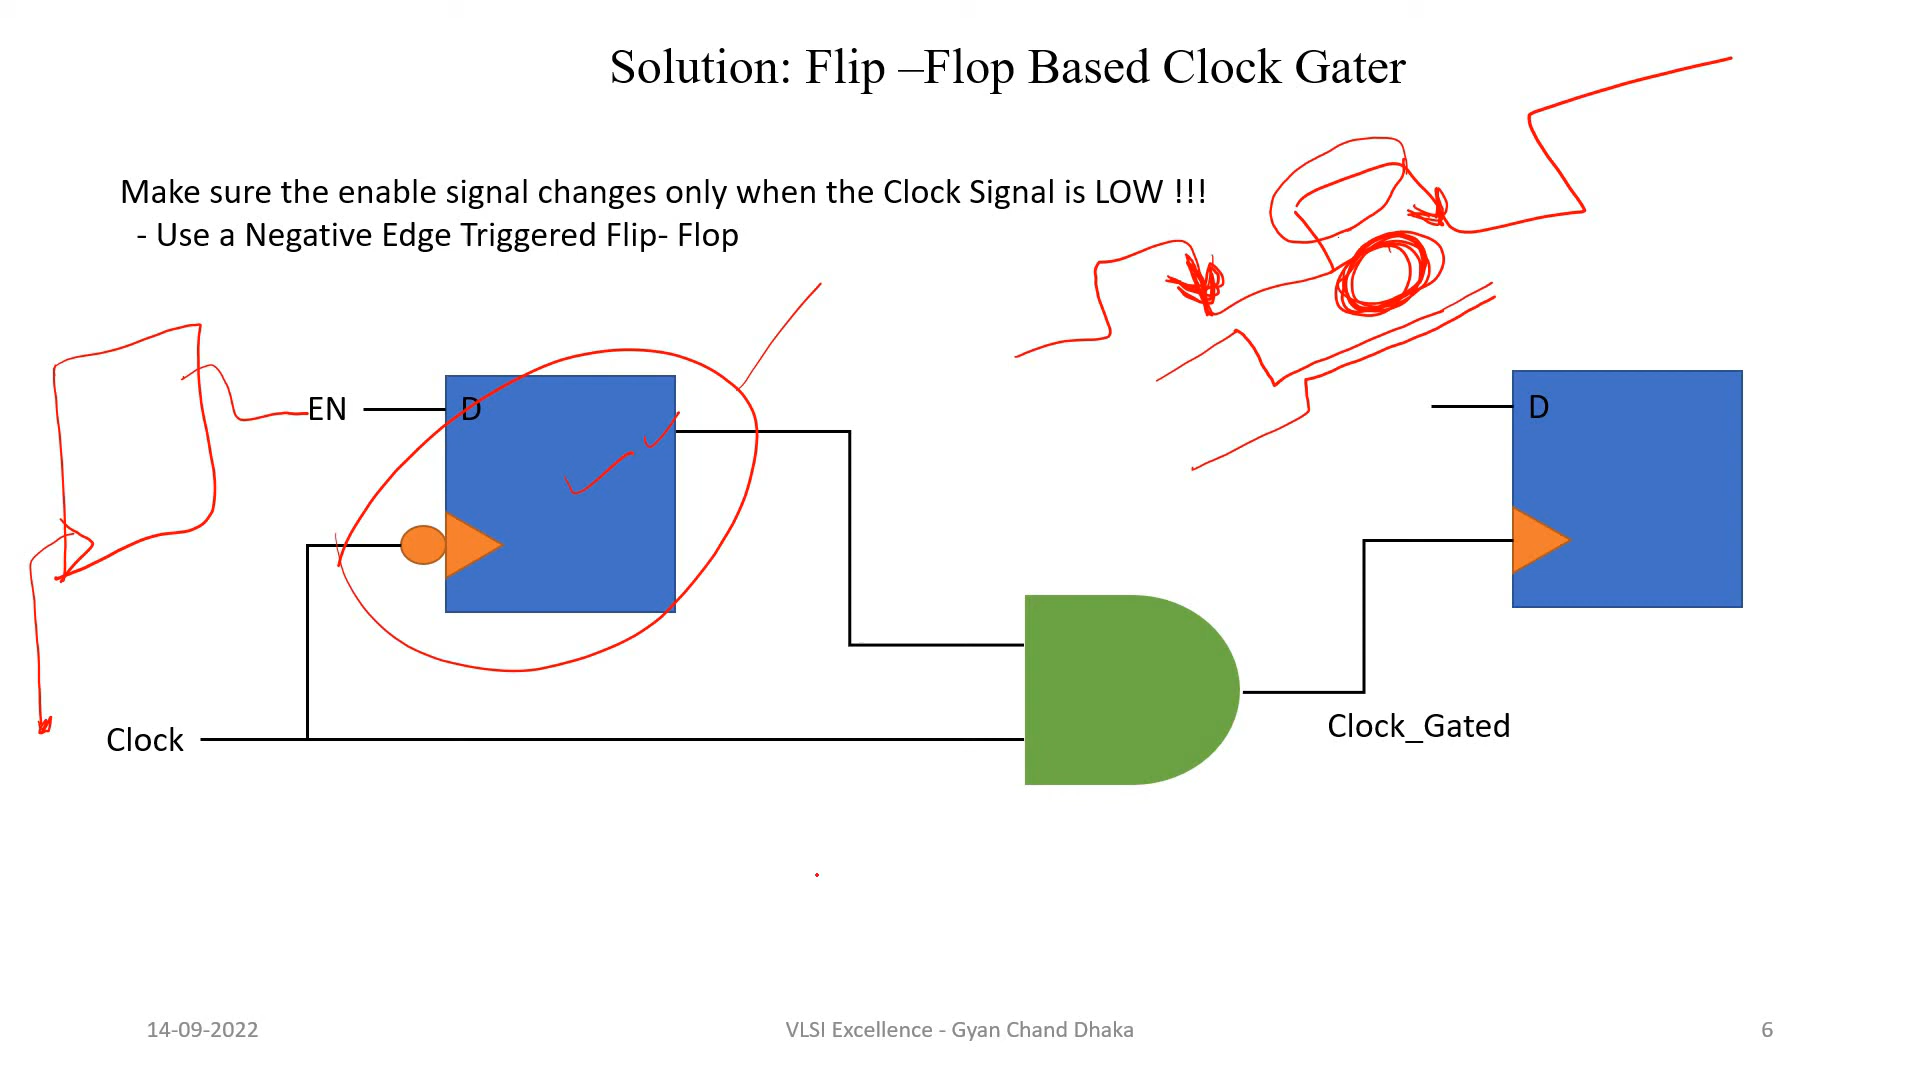 Solution: Flip –Flop Based Clock Gater
Make sure the enable signal changes only when the Clock Signal is LOW !!!
- Use a Negative Edge Triggered Flip- Flop
EN
D
D
Clock
Clock_Gated
14-09-2022
VLSI Excellence - Gyan Chand Dhaka
6